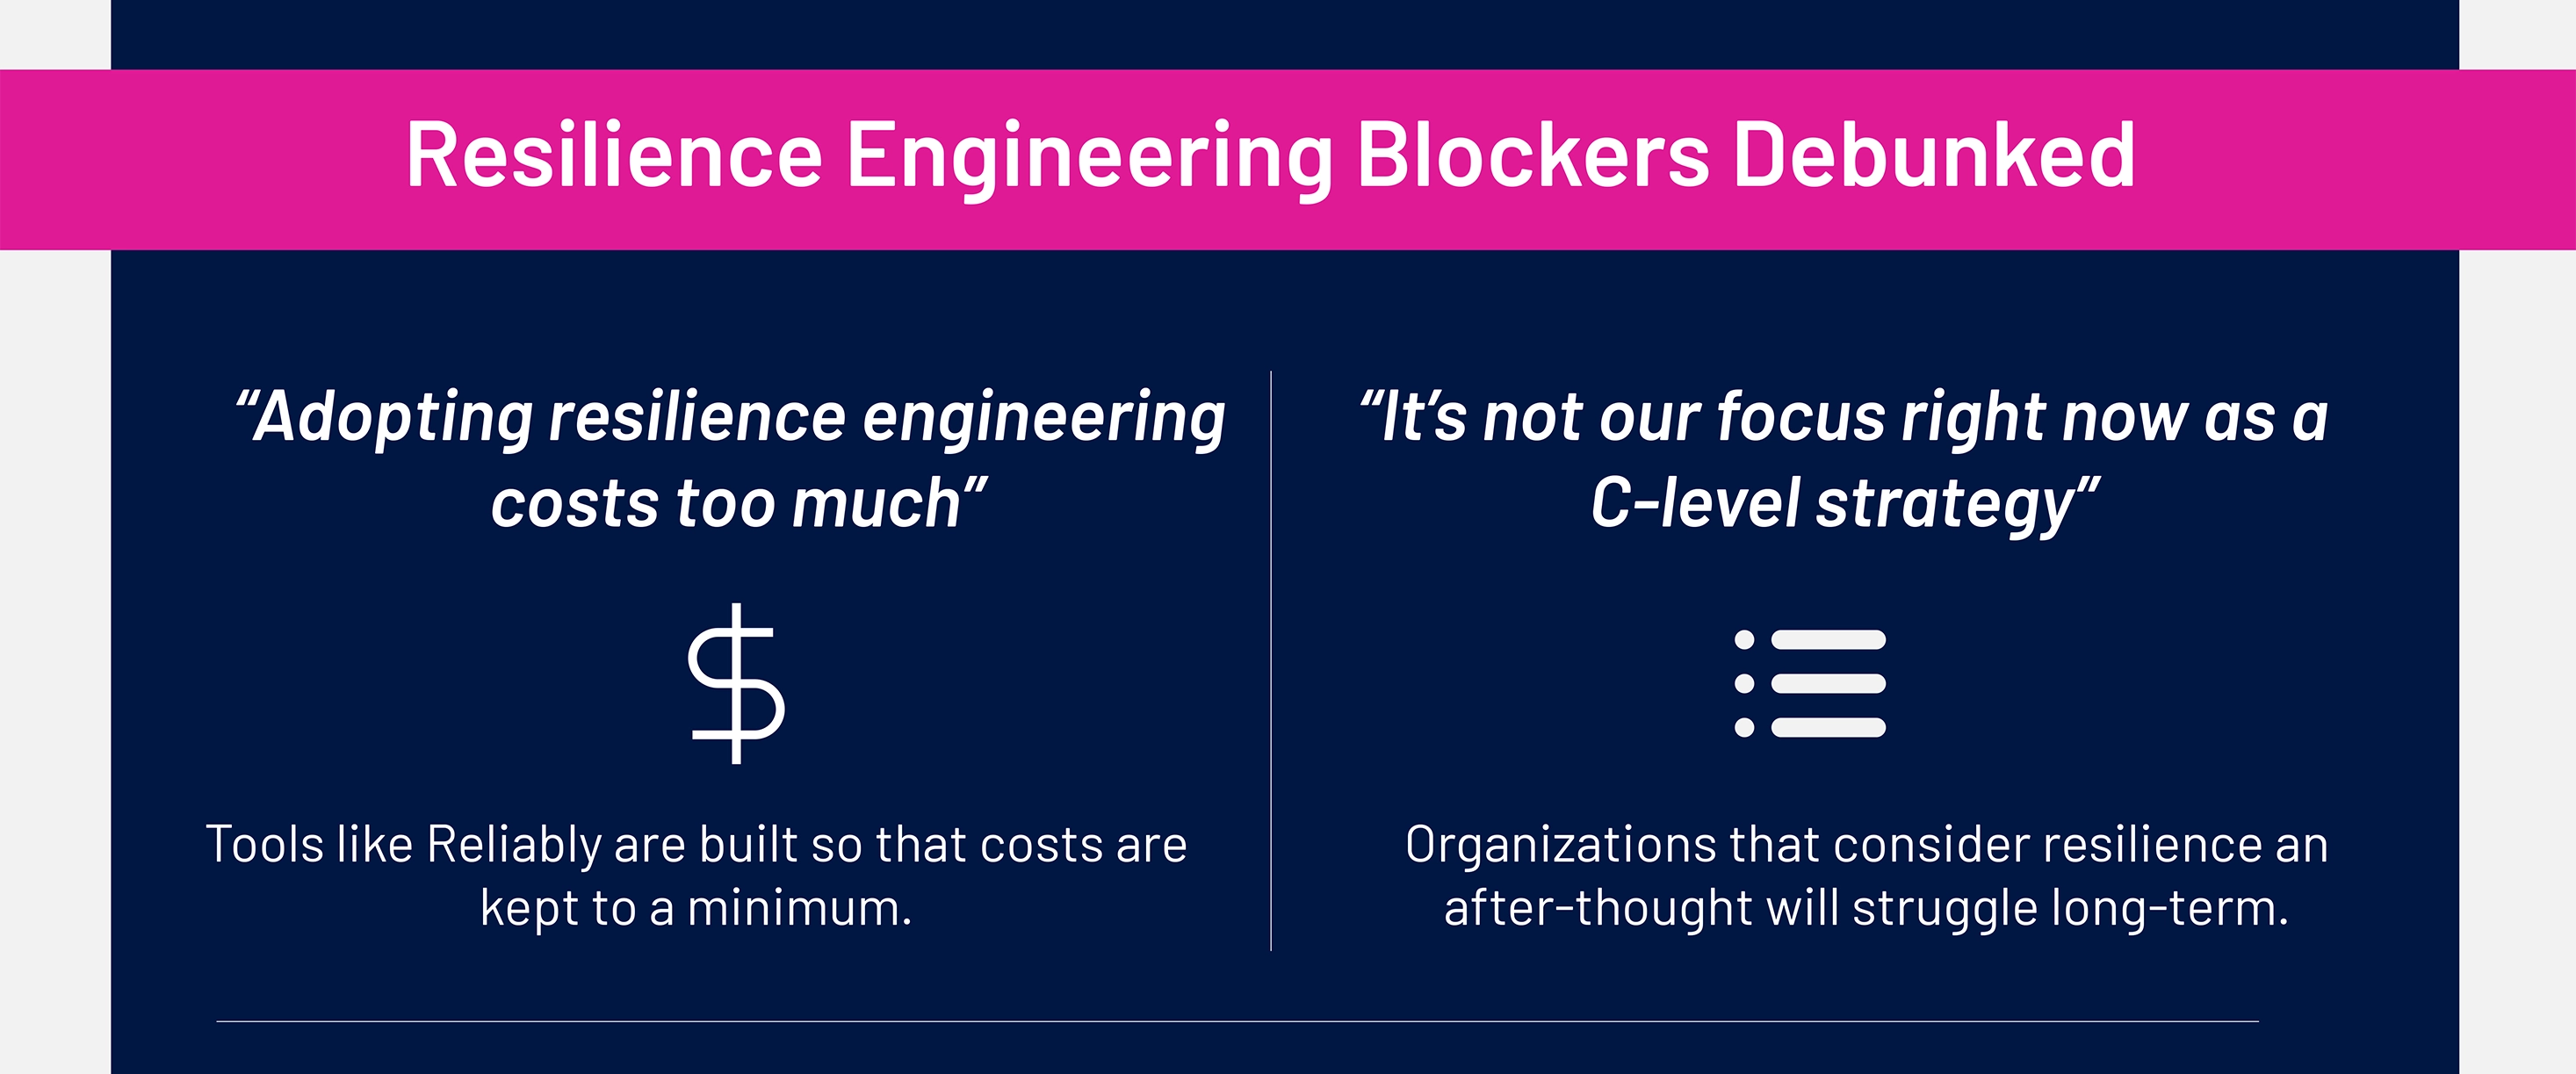 Resilience Engineering Blockers Debunked
“Adopting resilience engineering
costs too much”
Tools like Reliably are built so that costs are
kept to a minimum.
“It’s not our focus right now as a
C-level strategy”
Organizations that consider resilience an
after-thought will struggle long-term.